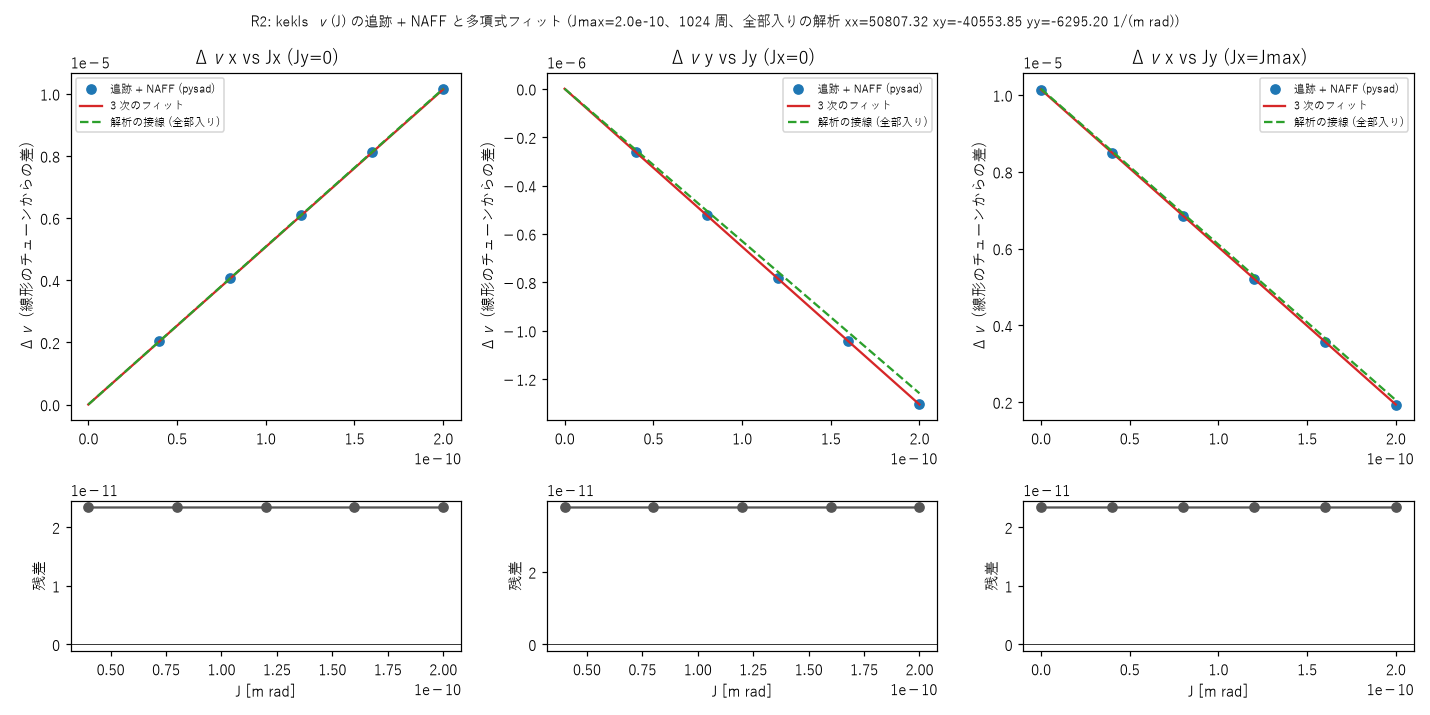 R2: kekls ν(J) の追跡 + NAFF と多項式フィット (Jmax=2.0e-10、1024 周、全部入りの解析 xx=50807.32 xy=-40553.85 yy=-6295.20 1/(m rad))
Δνx vs Jx (Jy=0)
1e−5
追跡 + NAFF (pysad)
3 次のフィット
解析の接線 (全部入り)
Δν (線形のチューンからの差)
1.0
0.8
0.6
0.4
0.2
0.0
0.0 0.5 1.0 1.5 2.0
1e−10
Δνy vs Jy (Jx=0)
1e−6
追跡 + NAFF (pysad)
3 次のフィット
解析の接線 (全部入り)
Δν (線形のチューンからの差)
0.0
−0.2
−0.4
−0.6
−0.8
−1.0
−1.2
0.0 0.5 1.0 1.5 2.0
1e−10
Δνx vs Jy (Jx=Jmax)
1e−5
追跡 + NAFF (pysad)
3 次のフィット
解析の接線 (全部入り)
Δν (線形のチューンからの差)
1.0
0.8
0.6
0.4
0.2
0.0 0.5 1.0 1.5 2.0
1e−10
1e−11
残差
2
1
0
0.50 0.75 1.00 1.25 1.50 1.75 2.00
J [m rad]
1e−10
1e−11
残差
2
0
0.50 0.75 1.00 1.25 1.50 1.75 2.00
J [m rad]
1e−10
1e−11
残差
2
1
0
0.0 0.5 1.0 1.5 2.0
J [m rad]
1e−10